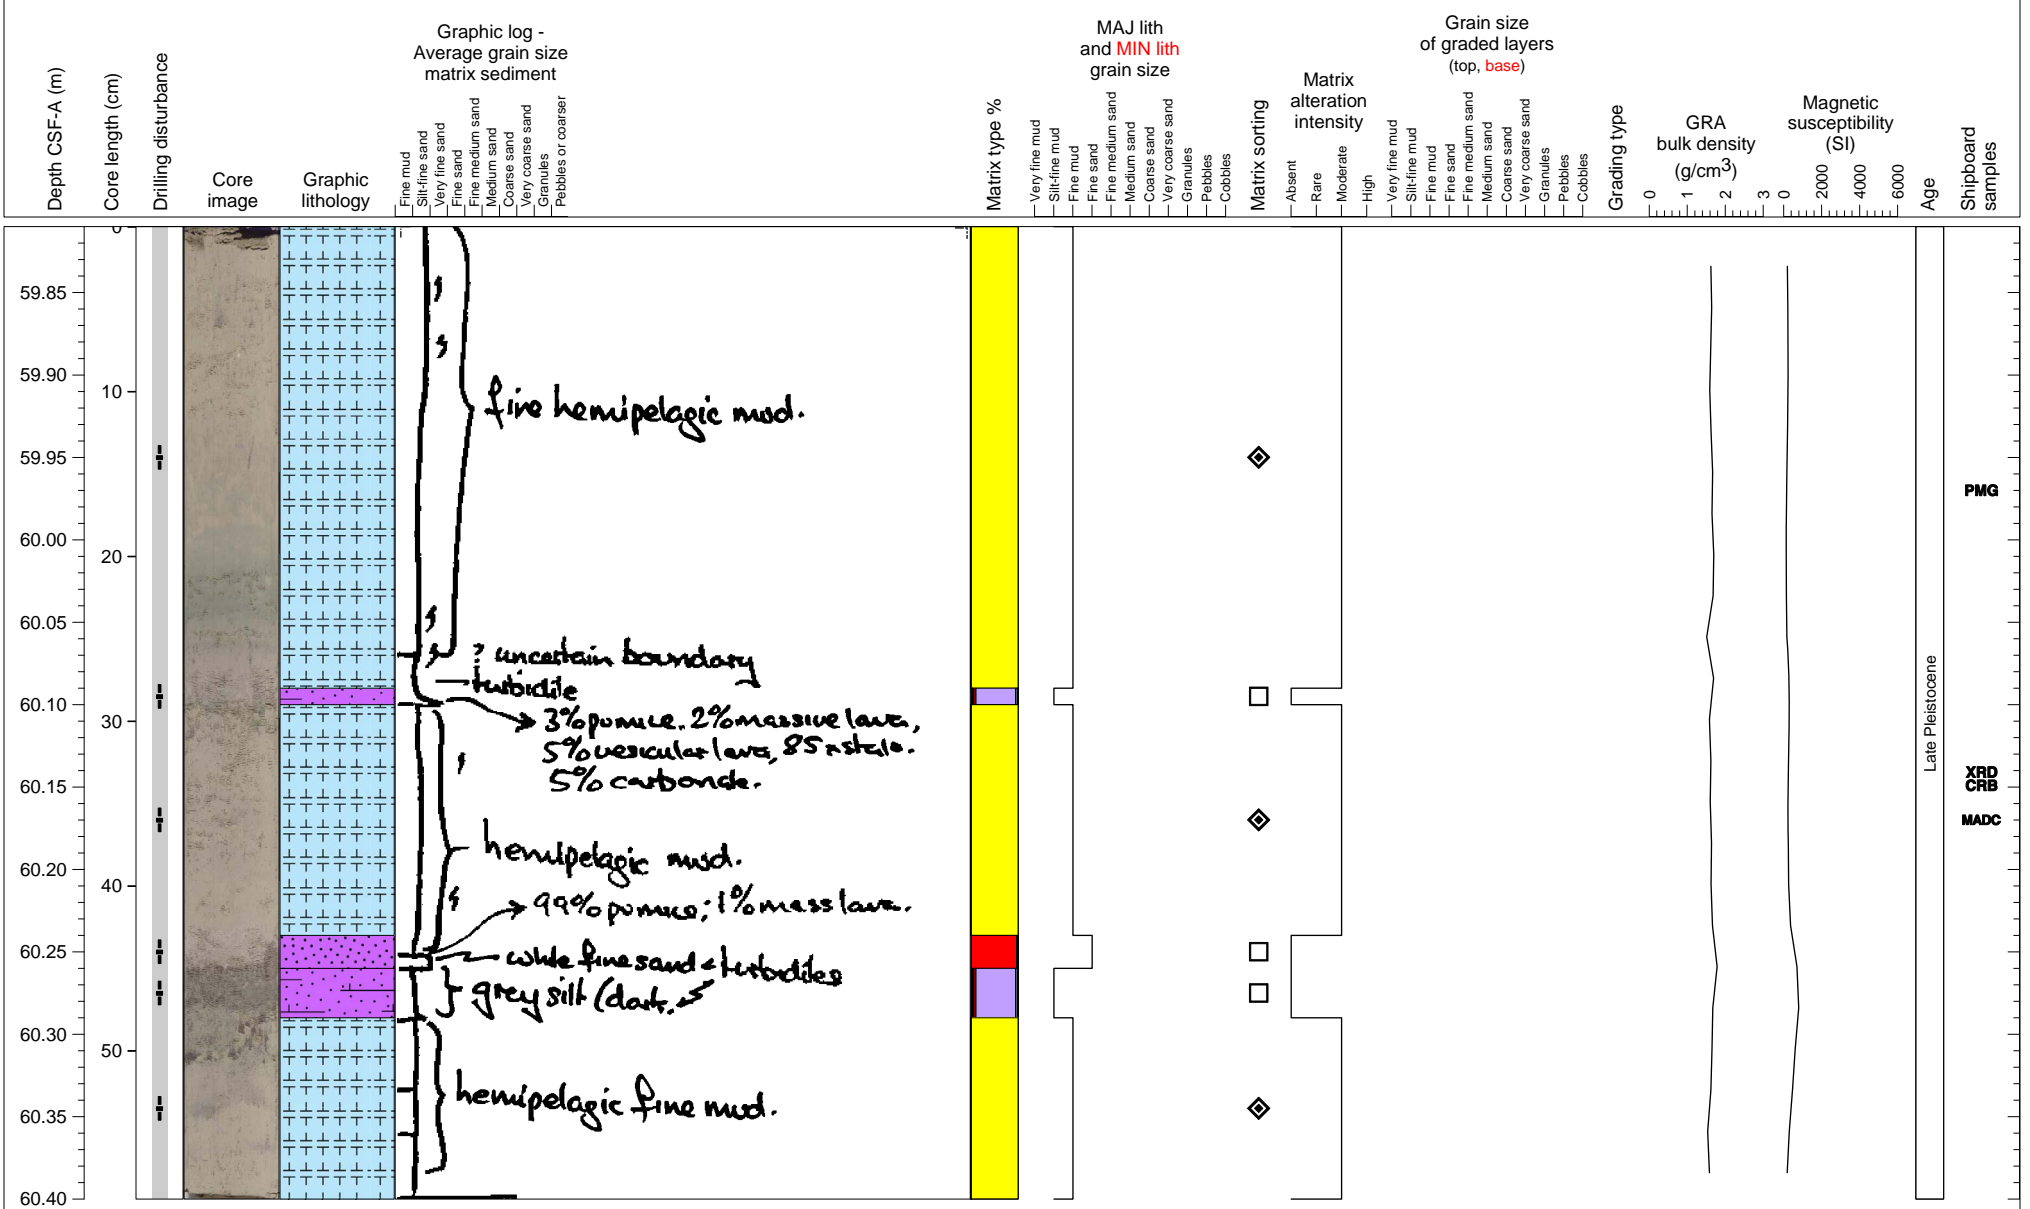 Depth CSF-A (m)
Core length (cm)
Drilling disturbance
Core
image
Graphic
lithology
Graphic log -
Average grain size
matrix sediment
Fine mud
Silt-fine sand
Very fine sand
Fine sand
Fine medium sand
Medium sand
Coarse sand
Very coarse sand
Granules
Pebbles or coarser
Matrix type %
MAJ lith
and MIN lith
grain size
Very fine mud
Silt-fine mud
Fine mud
Fine sand
Fine medium sand
Medium sand
Coarse sand
Very coarse sand
Granules
Pebbles
Cobbles
Matrix sorting
Matrix
alteration
intensity
Absent
Rare
Moderate
High
Grain size
of graded layers
(top, base)
Very fine mud
Silt-fine mud
Fine mud
Fine sand
Fine medium sand
Medium sand
Coarse sand
Very coarse sand
Granules
Pebbles
Cobbles
Grading type
GRA
bulk density
(g/cm3)
0 1 2 3
Magnetic
susceptibility
(SI)
0 2000 4000 6000
Age
Shipboard
samples
0
59.85
59.90
10
fine hemipelagic mud.
59.95
PMG
60.00
20
60.05
? uncertain boundary
turbidite
60.10
30
3% pumice. 2% massive lava,
5% vesicular lava, 85 xstals.
5% carbonate.
Late Pleistocene
60.15
XRD
CRB
MADC
hemipelagic mud.
60.20
40
99% pumice; 1% mass lava.
60.25
white fine sand turbidites
grey silt (dark.
60.30
50
hemipelagic fine mud.
60.35
60.40